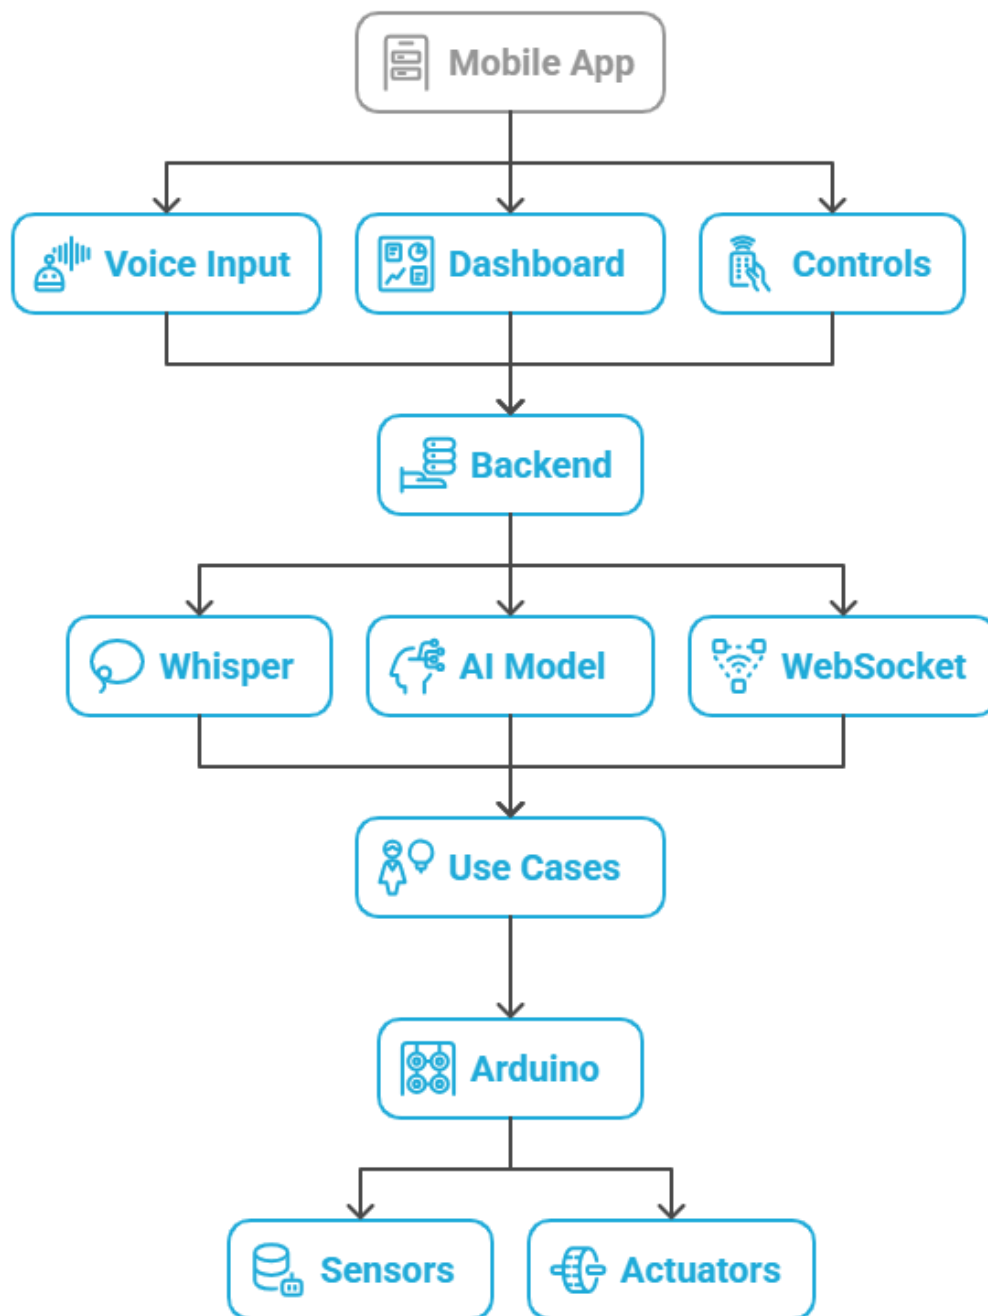 Mobile App
Voice Input
Dashboard
Controls
Backend
Whisper
AI Model
WebSocket
Use Cases
Arduino
Sensors
Actuators